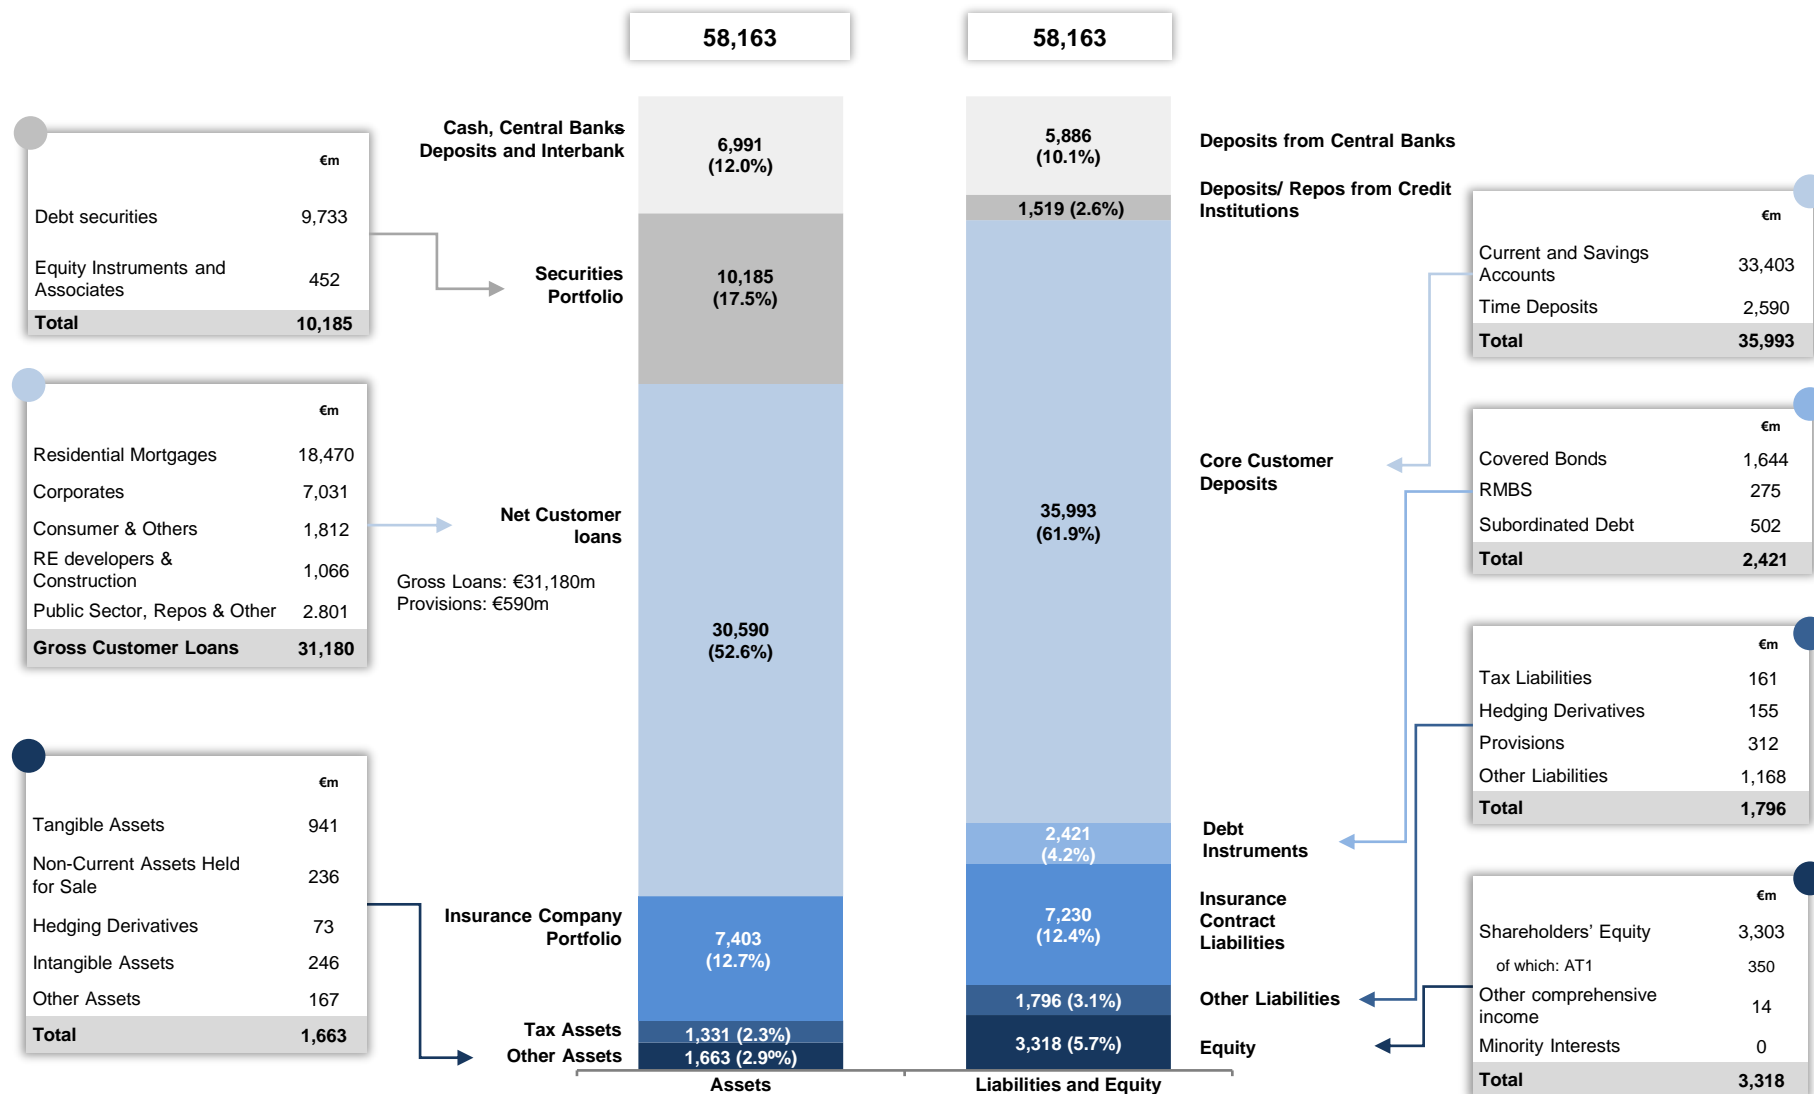 58,163
58,163
€m
Debt securities 9,733
Equity Instruments and
Associates 452
Total 10,185
€m
Residential Mortgages 18,470
Corporates 7,031
Consumer & Others 1,812
RE developers &
Construction 1,066
Public Sector, Repos & Other 2.801
Gross Customer Loans 31,180
€m
Tangible Assets 941
Non-Current Assets Held
for Sale 236
Hedging Derivatives 73
Intangible Assets 246
Other Assets 167
Total 1,663
Cash, Central Banks
Deposits and Interbank
Securities
Portfolio
Net Customer
loans
Gross Loans: €31,180m
Provisions: €590m
Insurance Company
Portfolio
Tax Assets
Other Assets
6,991
(12.0%)
10,185
(17.5%)
30,590
(52.6%)
7,403
(12.7%)
1,331 (2.3%)
1,663 (2.9%)
Assets
5,886
(10.1%)
1,519 (2.6%)
35,993
(61.9%)
2,421
(4.2%)
7,230
(12.4%)
1,796 (3.1%)
3,318 (5.7%)
Liabilities and Equity
Deposits from Central Banks
Deposits/ Repos from Credit
Institutions
Core Customer
Deposits
Debt
Instruments
Insurance
Contract
Liabilities
Other Liabilities
Equity
€m
Current and Savings
Accounts 33,403
Time Deposits 2,590
Total 35,993
€m
Covered Bonds 1,644
RMBS 275
Subordinated Debt 502
Total 2,421
€m
Tax Liabilities 161
Hedging Derivatives 155
Provisions 312
Other Liabilities 1,168
Total 1,796
€m
Shareholders' Equity 3,303
of which: AT1 350
Other comprehensive
income 14
Minority Interests 0
Total 3,318